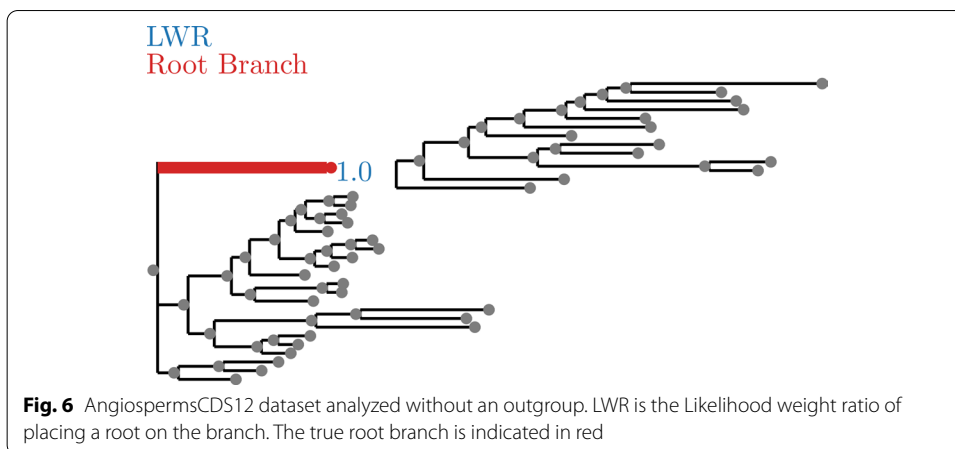 LWR
Root Branch
1.0
Fig. 6 AngiospermsCDS12 dataset analyzed without an outgroup. LWR is the Likelihood weight ratio of
placing a root on the branch. The true root branch is indicated in red